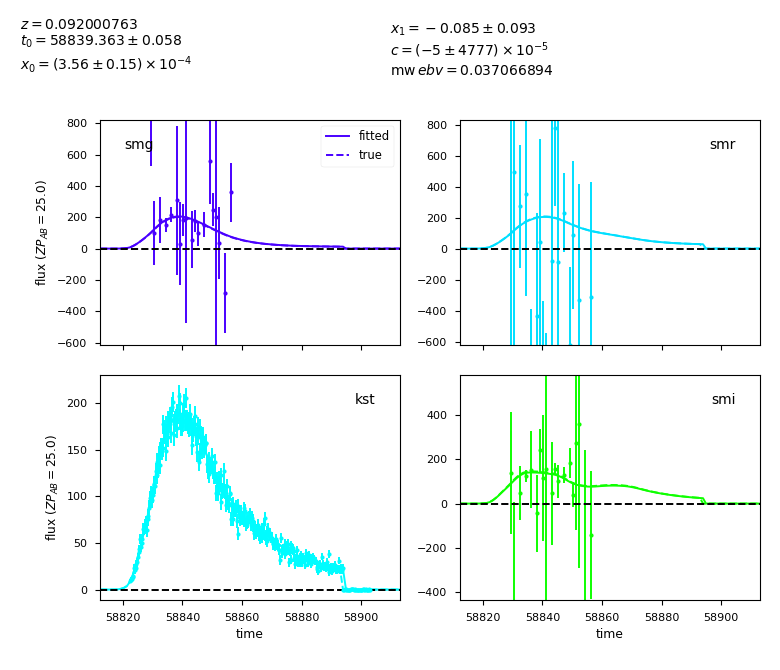 z = 0.092000763
t₀ = 58839.363 ± 0.058
x₀ = (3.56 ± 0.15) × 10⁻⁴
x₁ = −0.085 ± 0.093
c = (−5 ± 4777) × 10⁻⁵
mw ebv = 0.037066894
smg
fitted
true
800
600
400
200
0
−200
−400
−600
flux (ZP_AB = 25.0)
smr
800
600
400
200
0
−200
−400
−600
kst
200
150
100
50
0
flux (ZP_AB = 25.0)
58820 58840 58860 58880 58900
time
smi
400
200
0
−200
−400
58820 58840 58860 58880 58900
time